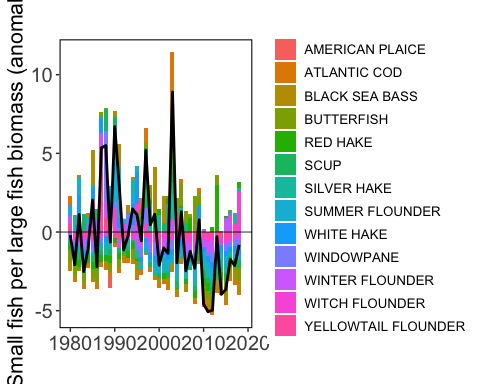 Small fish per large fish biomass (anomal
10
5
0
-5
1980 1990 2000 2010 2020
AMERICAN PLAICE
ATLANTIC COD
BLACK SEA BASS
BUTTERFISH
RED HAKE
SCUP
SILVER HAKE
SUMMER FLOUNDER
WHITE HAKE
WINDOWPANE
WINTER FLOUNDER
WITCH FLOUNDER
YELLOWTAIL FLOUNDER